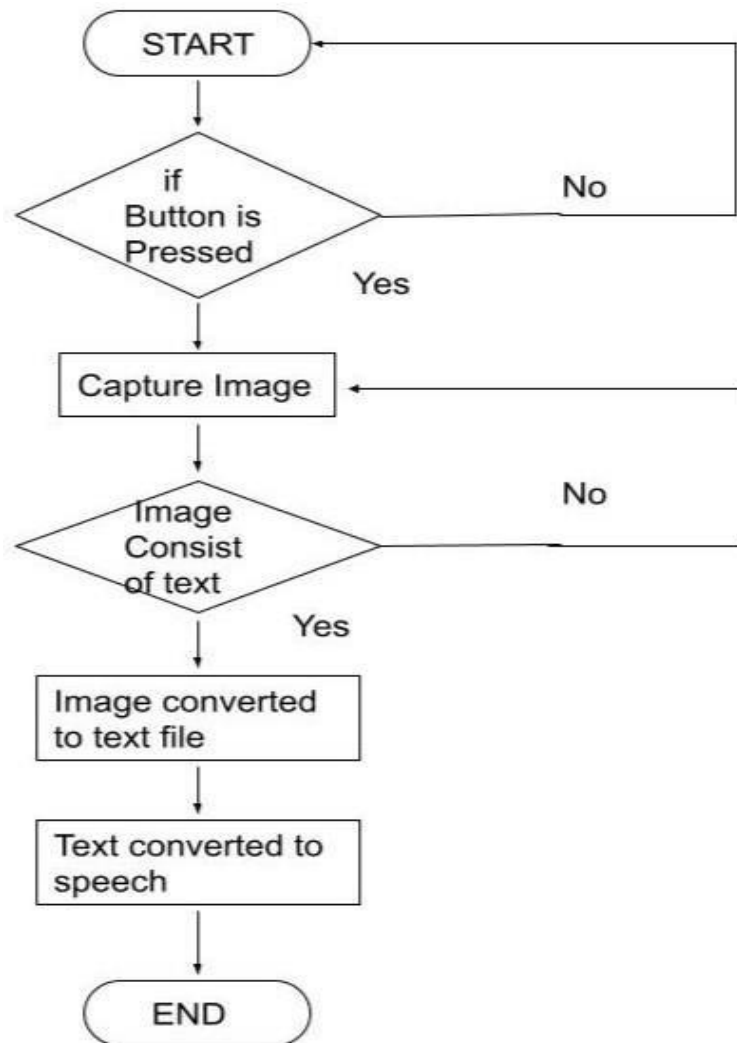 START
if
Button is
Pressed
No
Yes
Capture Image
Image
Consist
of text
No
Yes
Image converted
to text file
Text converted to
speech
END